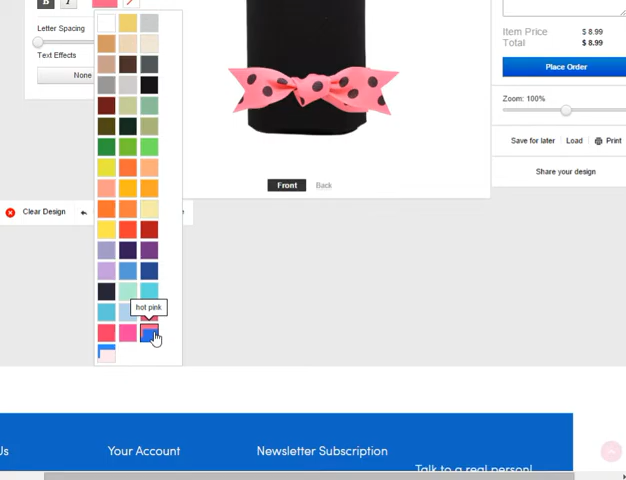 B I
Letter Spacing
Text Effects
None
Item Price $ 8.99
Total $ 8.99
Place Order
Zoom: 100%
Save for later Load Print
Share your design
Front Back
Clear Design
hot pink
Us Your Account Newsletter Subscription
Talk to a real person!